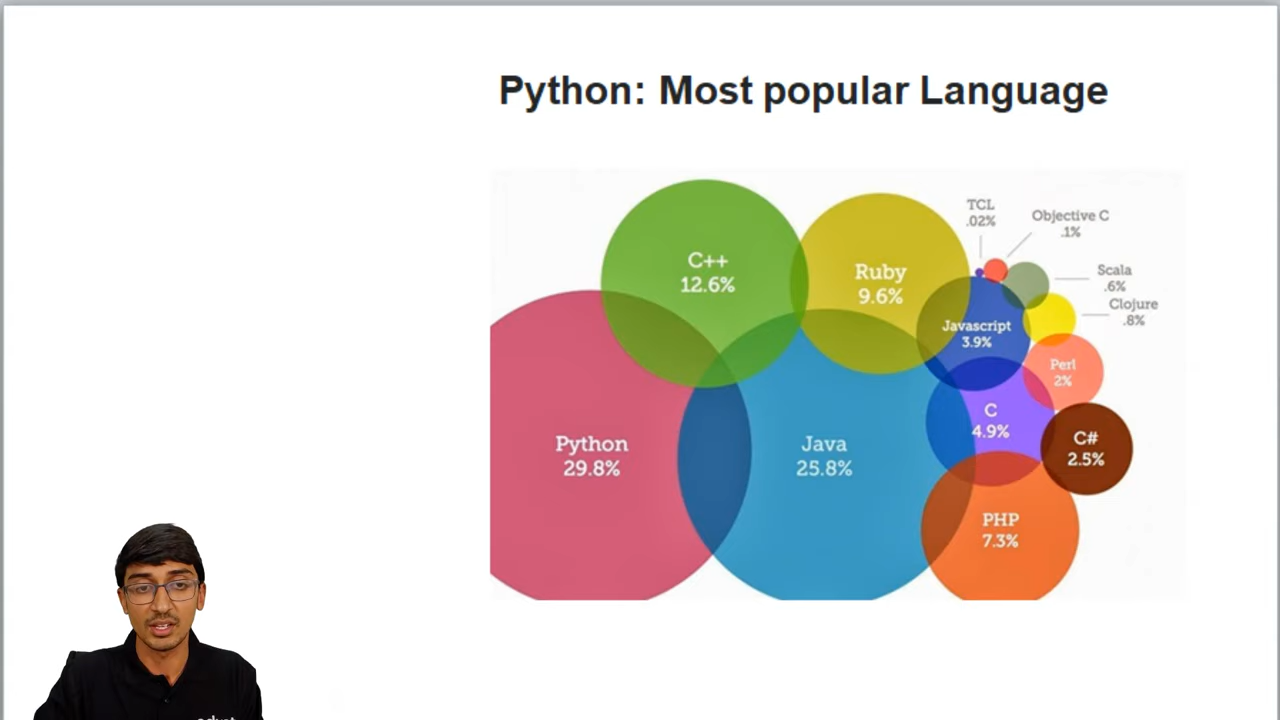 Python: Most popular Language
TCL
.02%
Objective C
.1%
C++
12.6%
Ruby
9.6%
Scala
.6%
Clojure
.8%
Javascript
3.9%
Perl
2%
C
4.9%
Python
29.8%
Java
25.8%
C#
2.5%
PHP
7.3%